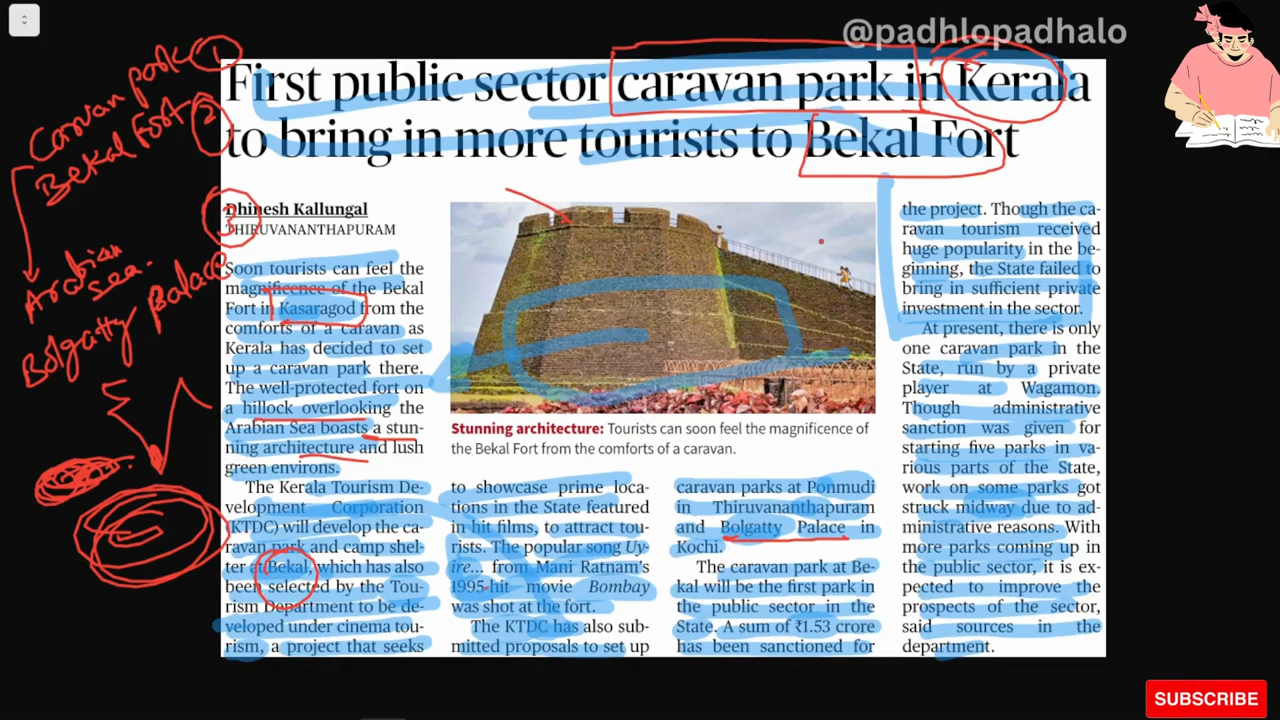 @padhlopadhalo
First public sector caravan park in Kerala
to bring in more tourists to Bekal Fort
Caravan park 1
Bekal Fort 2
3
Arabian
sea.
Bolgatty Palace
Dhinesh Kallungal
THIRUVANANTHAPURAM
Soon tourists can feel the
magnificence of the Bekal
Fort in Kasaragod from the
comforts of a caravan as
Kerala has decided to set
up a caravan park there.
The well-protected fort on
a hillock overlooking the
Arabian Sea boasts a stun-
ning architecture and lush
green environs.
The Kerala Tourism De-
velopment Corporation
(KTDC) will develop the ca-
ravan park and camp shel-
ter at Bekal, which has also
been selected by the Tou-
rism Department to be de-
veloped under cinema tou-
rism, a project that seeks
Stunning architecture: Tourists can soon feel the magnificence of
the Bekal Fort from the comforts of a caravan.
to showcase prime loca-
tions in the State featured
in hit films, to attract tou-
rists. The popular song Uy-
ire... from Mani Ratnam's
1995-hit movie Bombay
was shot at the fort.
The KTDC has also sub-
mitted proposals to set up
caravan parks at Ponmudi
in Thiruvananthapuram
and Bolgatty Palace in
Kochi.
The caravan park at Be-
kal will be the first park in
the public sector in the
State. A sum of ₹1.53 crore
has been sanctioned for
the project. Though the ca-
ravan tourism received
huge popularity in the be-
ginning, the State failed to
bring in sufficient private
investment in the sector.
At present, there is only
one caravan park in the
State, run by a private
player at Wagamon.
Though administrative
sanction was given for
starting five parks in va-
rious parts of the State,
work on some parks got
struck midway due to ad-
ministrative reasons. With
more parks coming up in
the public sector, it is ex-
pected to improve the
prospects of the sector,
said sources in the
department.
SUBSCRIBE